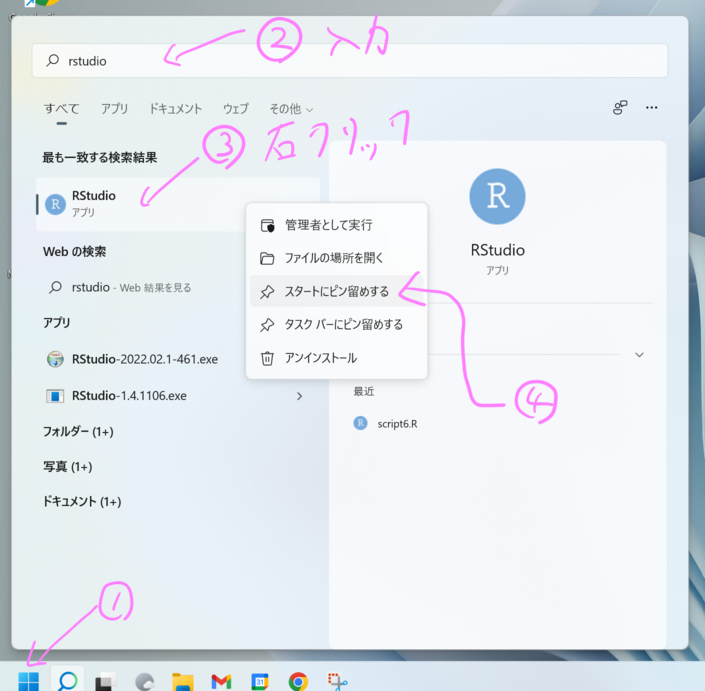 ② 入力
rstudio
すべて アプリ ドキュメント ウェブ その他
③ 右クリック
最も一致する検索結果
RStudio
アプリ
R
R
RStudio
アプリ
管理者として実行
ファイルの場所を開く
スタートにピン留めする
タスク バーにピン留めする
アンインストール
④
Web の検索
rstudio - Web 結果を見る
アプリ
RStudio-2022.02.1-461.exe
RStudio-1.4.1106.exe
フォルダー (1+)
写真 (1+)
ドキュメント (1+)
最近
R script6.R
①
31